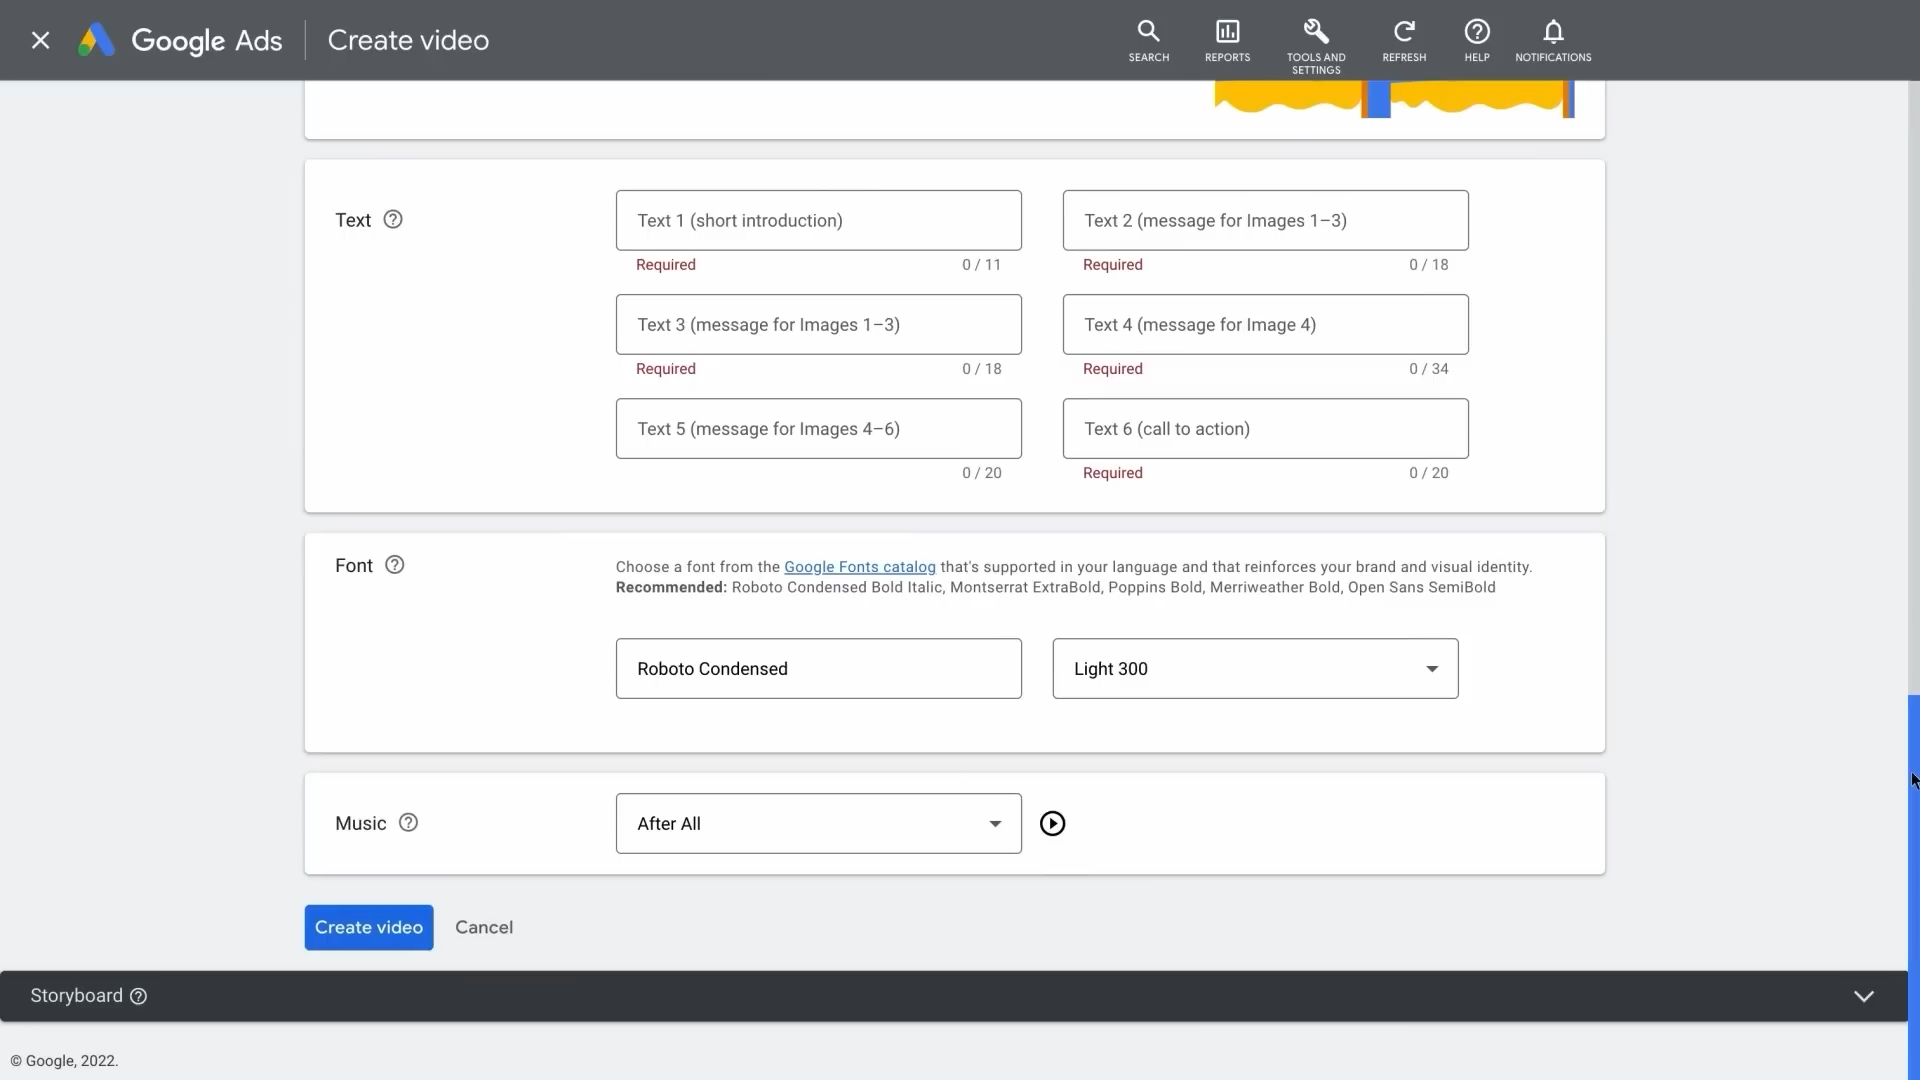 Google Ads
Create video
SEARCH
REPORTS
TOOLS AND
SETTINGS
REFRESH
HELP
NOTIFICATIONS
Text
Text 1 (short introduction)
Text 2 (message for Images 1–3)
Required
0 / 11
Required
0 / 18
Text 3 (message for Images 1–3)
Text 4 (message for Image 4)
Required
0 / 18
Required
0 / 34
Text 5 (message for Images 4–6)
Text 6 (call to action)
0 / 20
Required
0 / 20
Font
Choose a font from the Google Fonts catalog that's supported in your language and that reinforces your brand and visual identity.
Recommended: Roboto Condensed Bold Italic, Montserrat ExtraBold, Poppins Bold, Merriweather Bold, Open Sans SemiBold
Roboto Condensed
Light 300
Music
After All
Create video
Cancel
Storyboard
© Google, 2022.